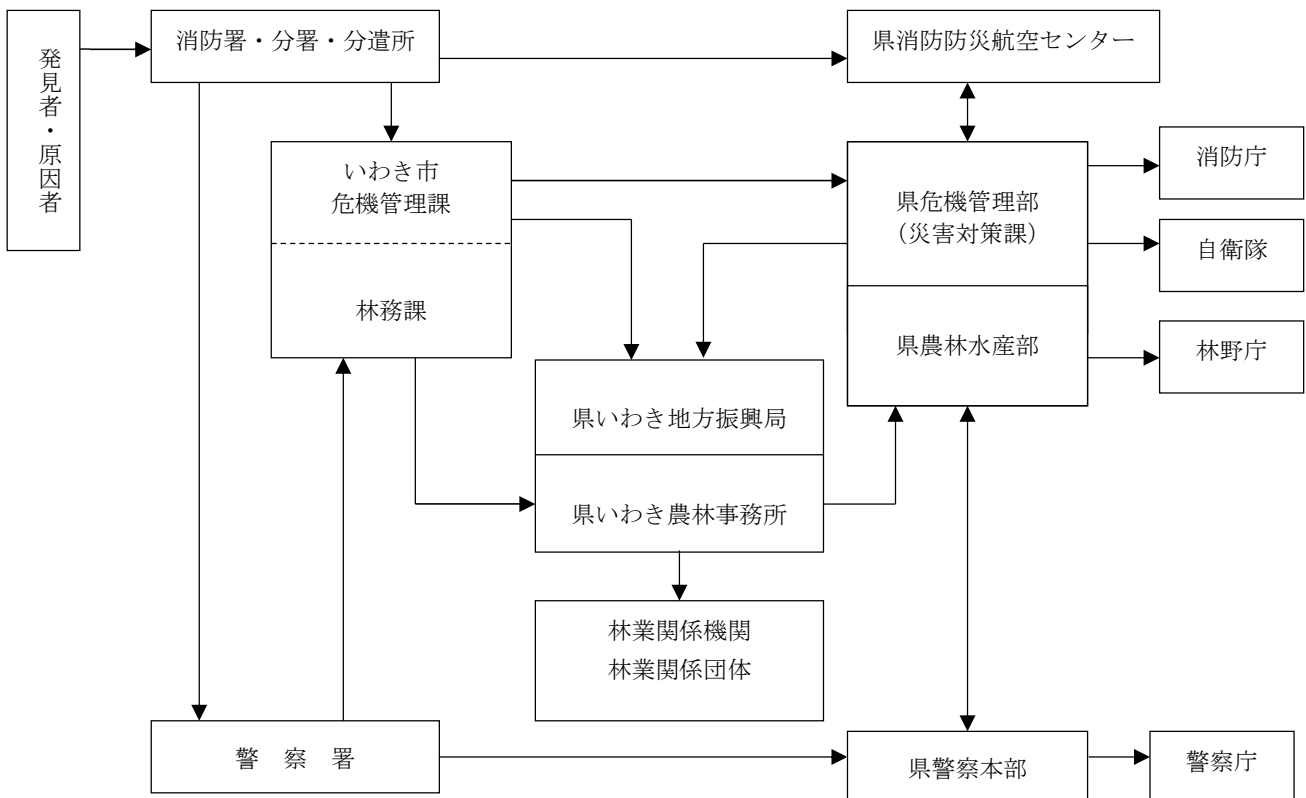 発見者・原因者
消防署・分署・分遣所
県消防防災航空センター
いわき市
危機管理課
林務課
県危機管理部
(災害対策課)
県農林水産部
消防庁
自衛隊
林野庁
県いわき地方振興局
県いわき農林事務所
林業関係機関
林業関係団体
警　察　署
県警察本部
警察庁